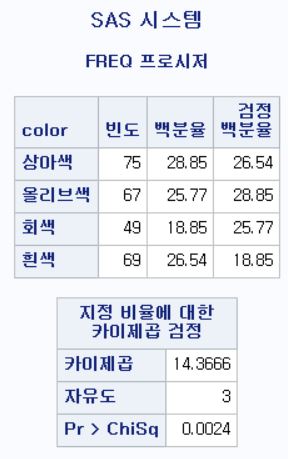 SAS 시스템
FREQ 프로시저
color 빈도 백분율 검정 백분율
상아색 75 28.85 26.54
올리브색 67 25.77 28.85
회색 49 18.85 25.77
흰색 69 26.54 18.85
지정 비율에 대한
카이제곱 검정
카이제곱 14.3666
자유도 3
Pr > ChiSq 0.0024